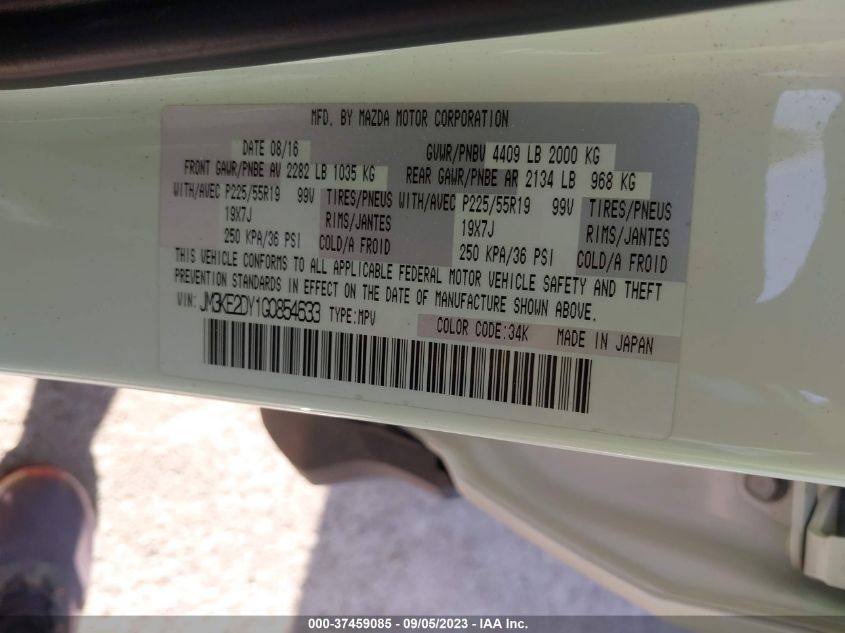 MFD. BY MAZDA MOTOR CORPORATION
DATE 08/16 GVWR/PNBV 4409 LB 2000 KG
FRONT GAWR/PNBE AV 2282 LB 1035 KG REAR GAWR/PNBE AR 2134 LB 968 KG
WITH/AVEC P225/55R19 99V TIRES/PNEUS WITH/AVEC P225/55R19 99V TIRES/PNEUS
19X7J RIMS/JANTES 19X7J RIMS/JANTES
250 KPA/36 PSI COLD/A FROID 250 KPA/36 PSI COLD/A FROID
THIS VEHICLE CONFORMS TO ALL APPLICABLE FEDERAL MOTOR VEHICLE SAFETY AND THEFT
PREVENTION STANDARDS IN EFFECT ON THE DATE OF MANUFACTURE SHOWN ABOVE.
VIN: JM3KE2DY1G0854633 TYPE:MPV COLOR CODE:34K MADE IN JAPAN
000-37459085 - 09/05/2023 - IAA Inc.